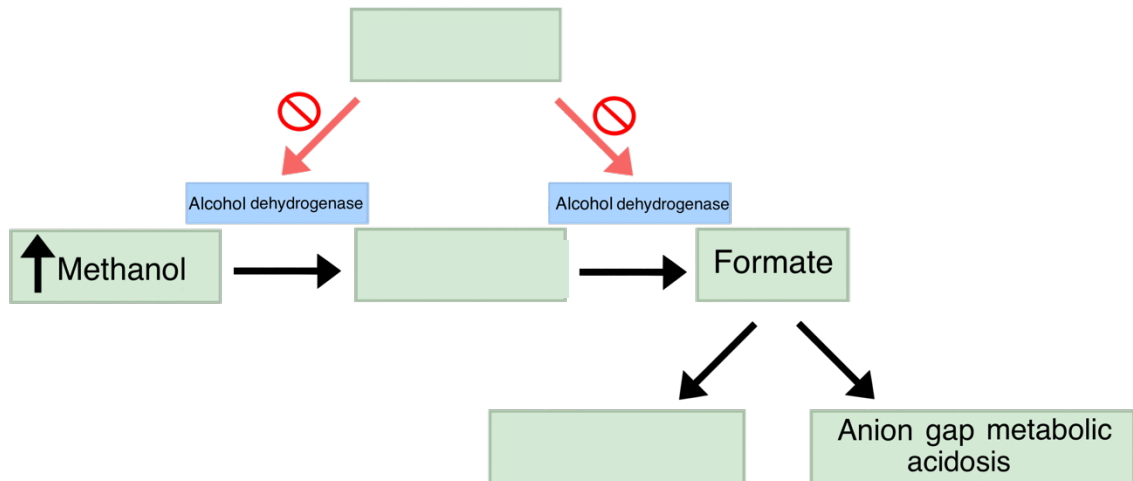 Alcohol dehydrogenase
Alcohol dehydrogenase
Methanol
Formate
Anion gap metabolic
acidosis